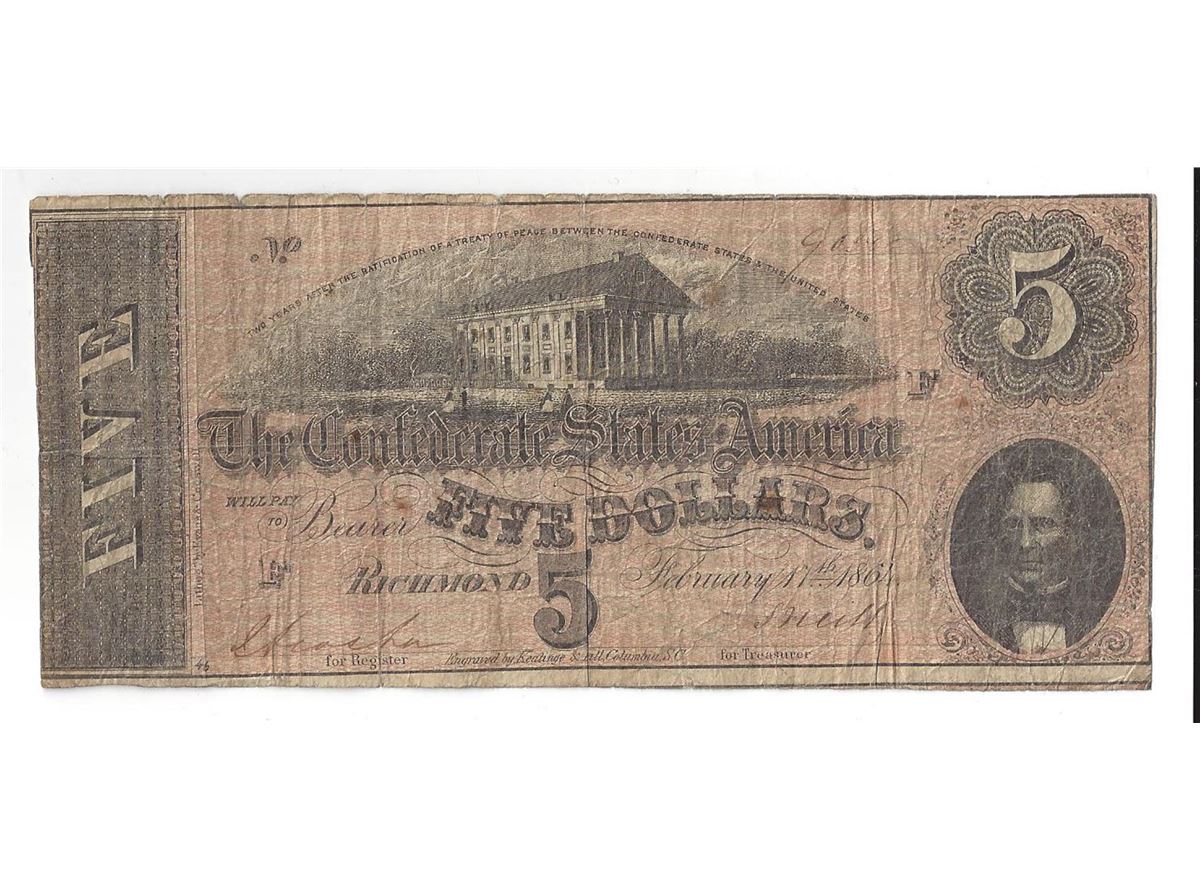 No.
TWO YEARS AFTER THE RATIFICATION OF A TREATY OF PEACE BETWEEN THE CONFEDERATE STATES & THE UNITED STATES
5
FIVE
F
The Confederate States of America
WILL PAY TO Bearer FIVE DOLLARS.
F
RICHMOND 5 February 17th 1864
for Register
Engraved by Keatinge & Ball Columbia, S.C.
for Treasurer
46